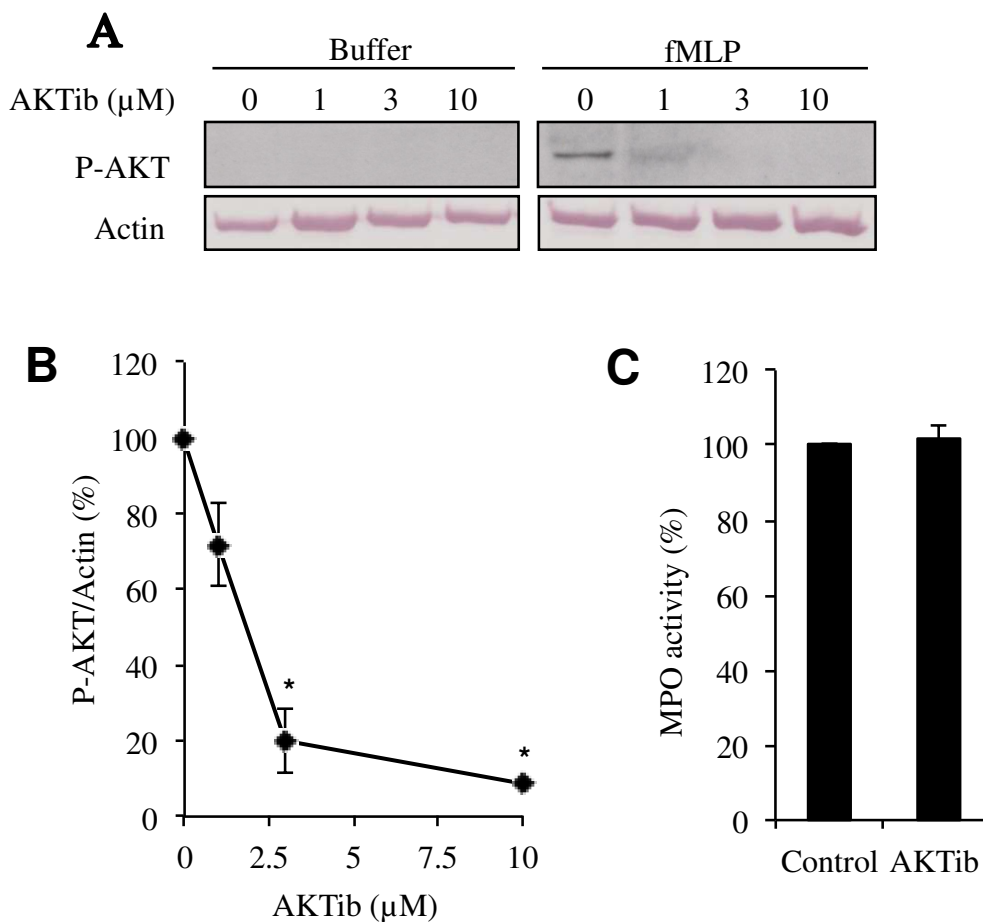 A
Buffer
fMLP
AKTib (µM)
0 1 3 10
0 1 3 10
P-AKT
Actin
B
120
100
80
60
40
20
0
P-AKT/Actin (%)
*
*
0 2.5 5 7.5 10
AKTib (µM)
C
120
100
80
60
40
20
0
MPO activity (%)
Control AKTib